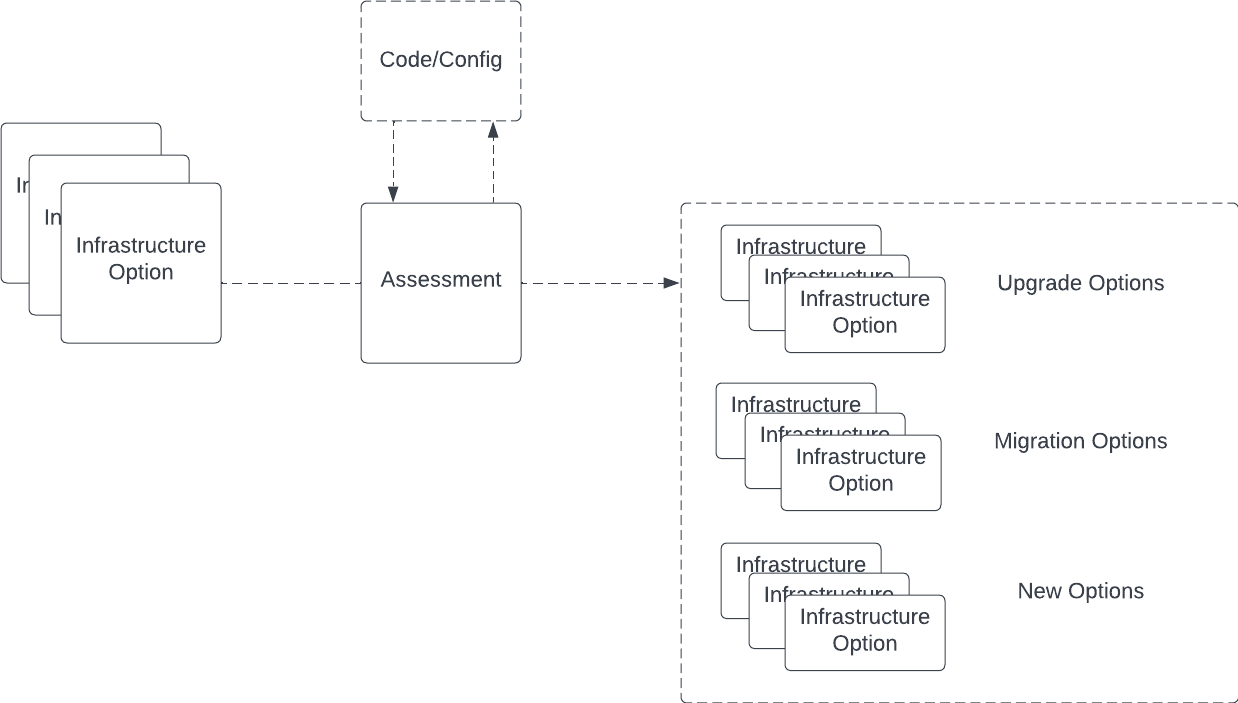 Code/Config
In
In
Infrastructure
Option
Assessment
Infrastructure
Infrastructure
Infrastructure
Option
Upgrade Options
Infrastructure
Infrastructure
Infrastructure
Option
Migration Options
Infrastructure
Infrastructure
Infrastructure
Option
New Options